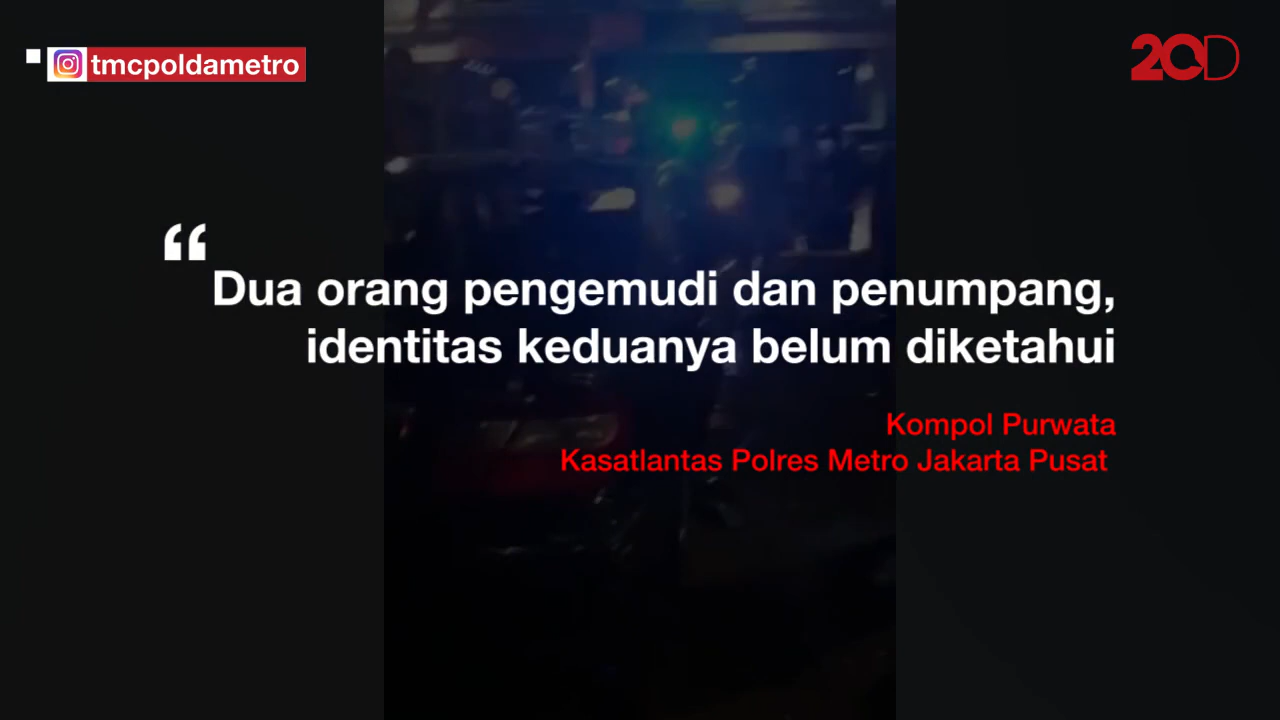 tmcpoldametro
20D
“
Dua orang pengemudi dan penumpang,
identitas keduanya belum diketahui
Kompol Purwata
Kasatlantas Polres Metro Jakarta Pusat